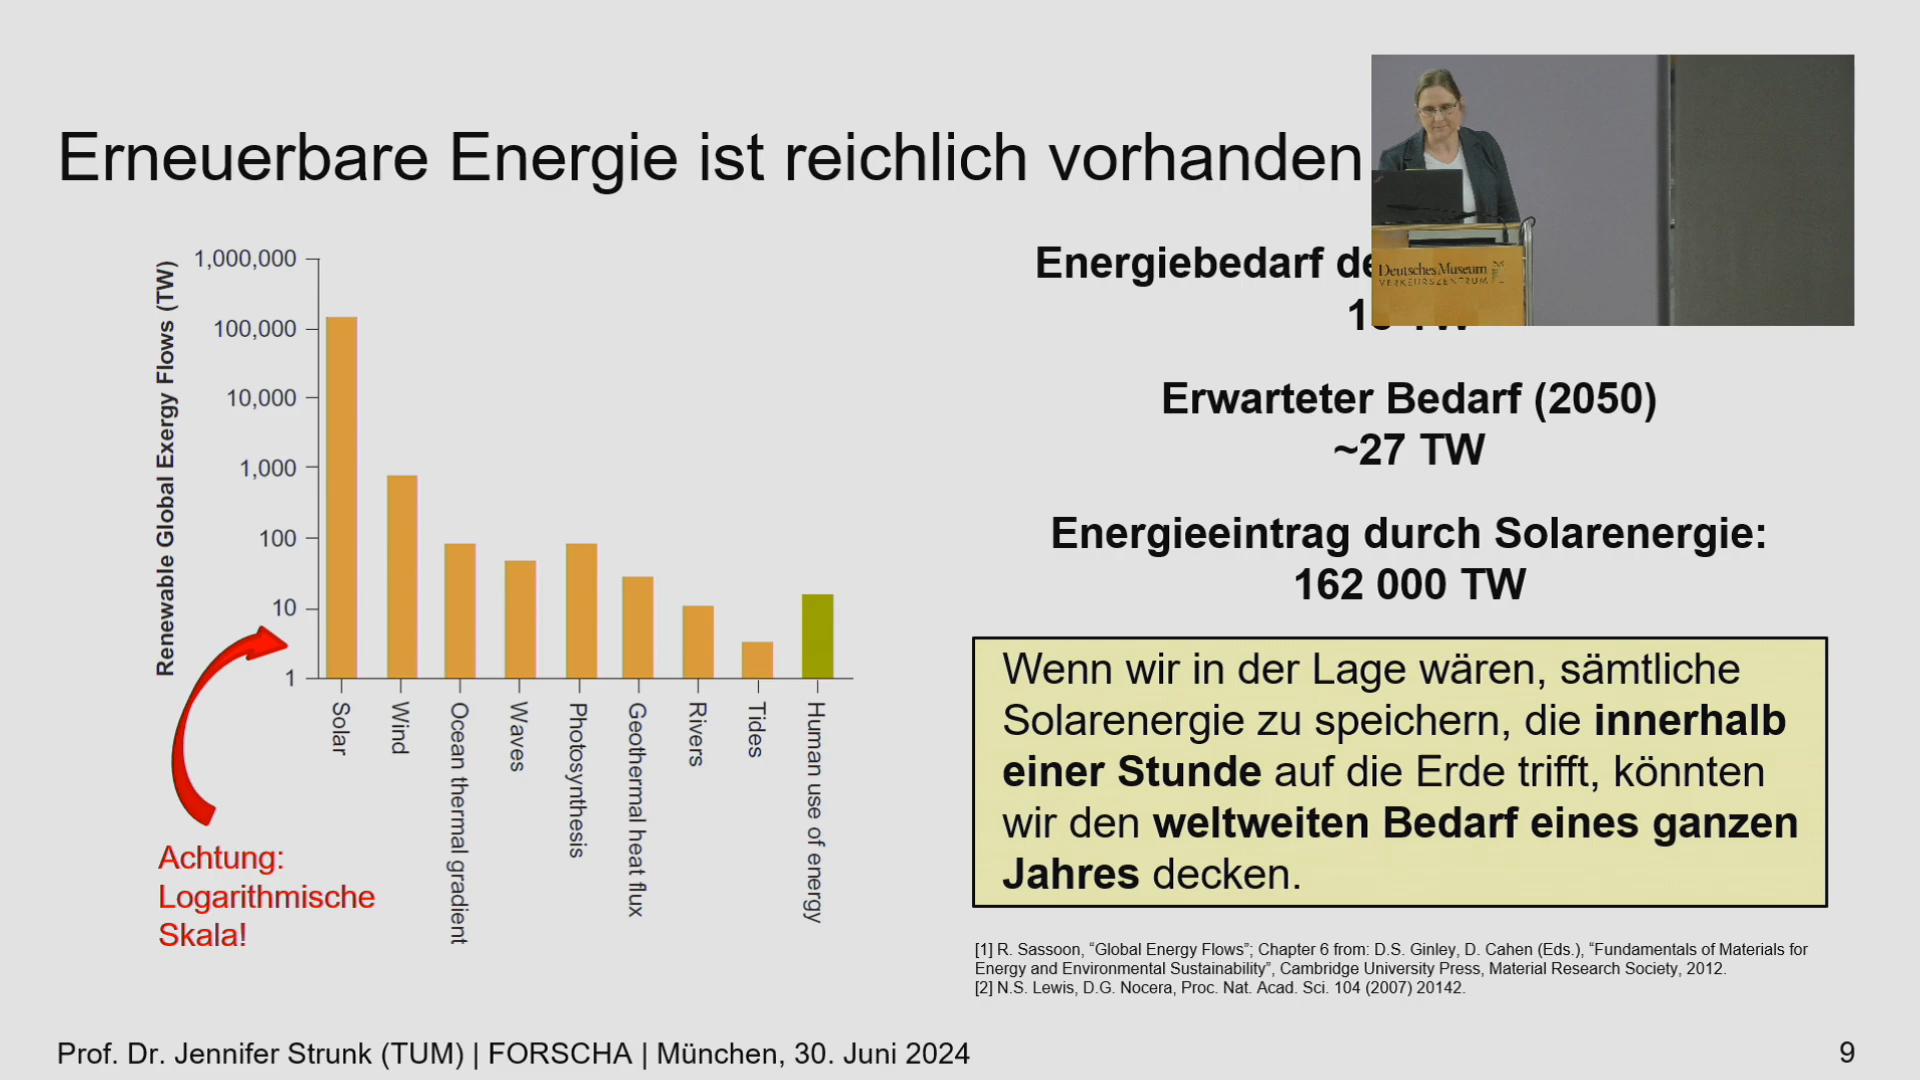 Erneuerbare Energie ist reichlich vorhanden
Renewable Global Exergy Flows (TW)
1,000,000
100,000
10,000
1,000
100
10
1
Solar
Wind
Ocean thermal gradient
Waves
Photosynthesis
Geothermal heat flux
Rivers
Tides
Human use of energy
Achtung:
Logarithmische
Skala!
Energiebedarf
TW
Deutsches Museum
VERKEHRSZENTRUM
Erwarteter Bedarf (2050)
~27 TW
Energieeintrag durch Solarenergie:
162 000 TW
Wenn wir in der Lage wären, sämtliche
Solarenergie zu speichern, die innerhalb
einer Stunde auf die Erde trifft, könnten
wir den weltweiten Bedarf eines ganzen
Jahres decken.
[1] R. Sassoon, “Global Energy Flows”; Chapter 6 from: D.S. Ginley, D. Cahen (Eds.), “Fundamentals of Materials for
Energy and Environmental Sustainability”, Cambridge University Press, Material Research Society, 2012.
[2] N.S. Lewis, D.G. Nocera, Proc. Nat. Acad. Sci. 104 (2007) 20142.
Prof. Dr. Jennifer Strunk (TUM) | FORSCHA | München, 30. Juni 2024
9